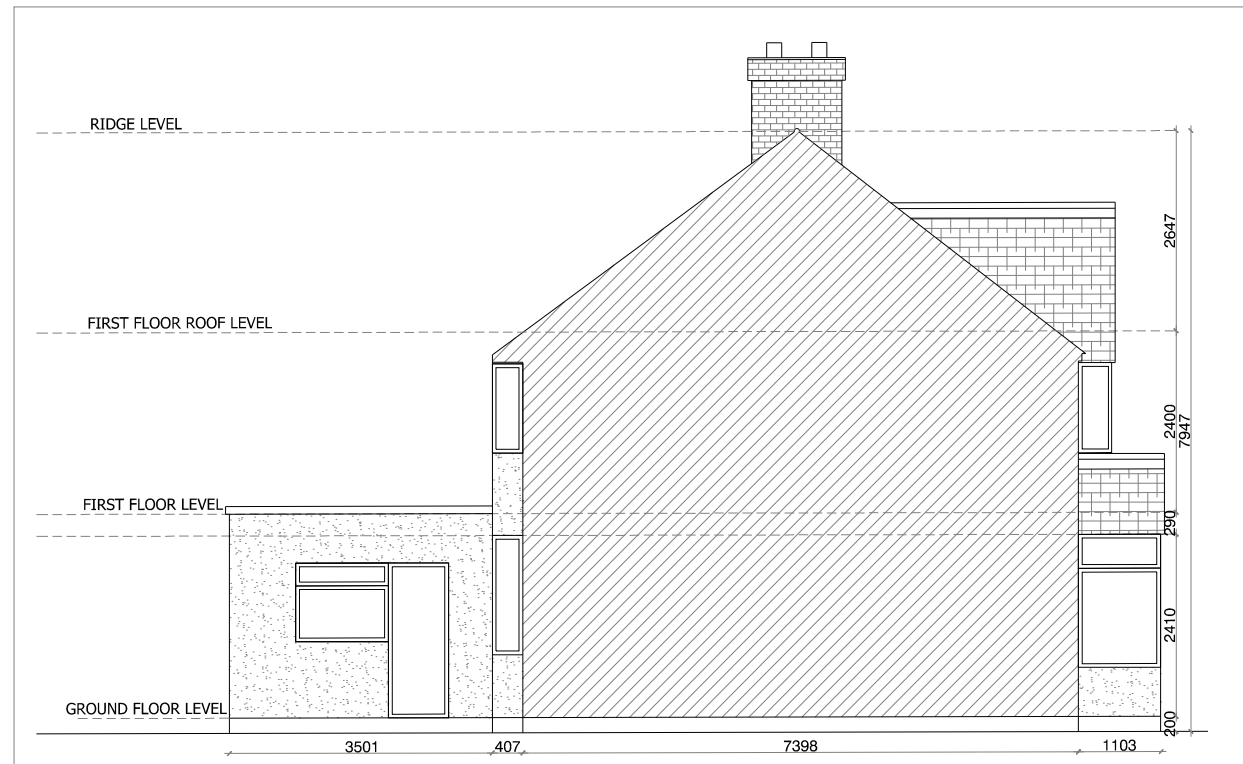 RIDGE LEVEL
2647
FIRST FLOOR ROOF LEVEL
2400
7947
FIRST FLOOR LEVEL
290
2410
GROUND FLOOR LEVEL
200
3501
407
7398
1103